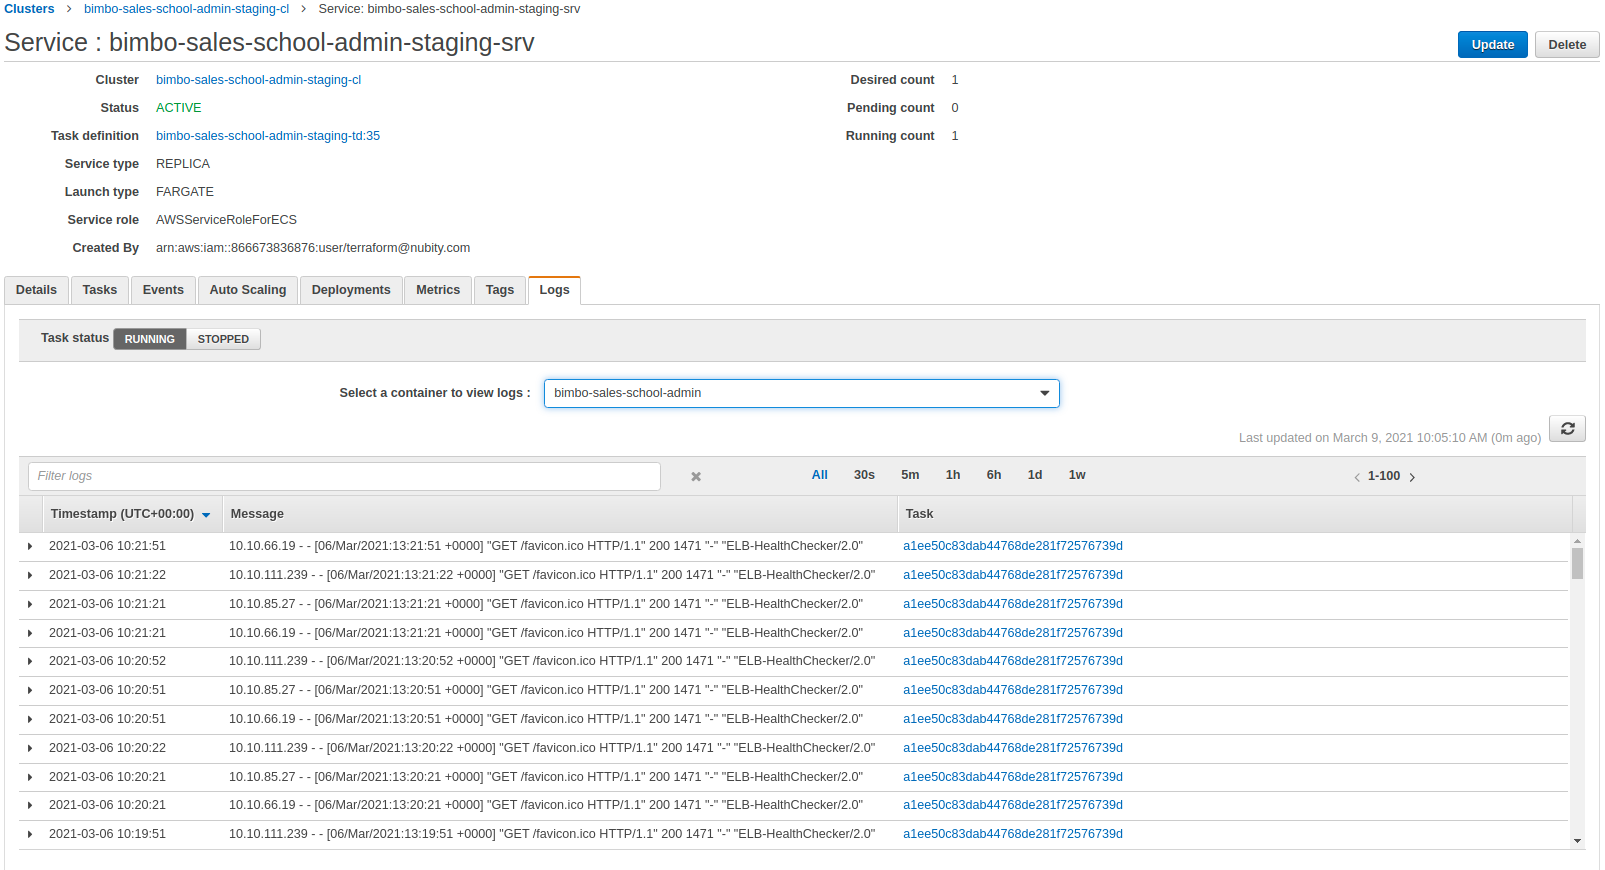 Clusters > bimbo-sales-school-admin-staging-cl > Service: bimbo-sales-school-admin-staging-srv
Service : bimbo-sales-school-admin-staging-srv
Update Delete
Cluster bimbo-sales-school-admin-staging-cl Desired count 1
Status ACTIVE Pending count 0
Task definition bimbo-sales-school-admin-staging-td:35 Running count 1
Service type REPLICA
Launch type FARGATE
Service role AWSServiceRoleForECS
Created By arn:aws:iam::866673836876:user/terraform@nubity.com
Details Tasks Events Auto Scaling Deployments Metrics Tags Logs
Task status RUNNING STOPPED
Select a container to view logs : bimbo-sales-school-admin
Last updated on March 9, 2021 10:05:10 AM (0m ago)
Filter logs All 30s 5m 1h 6h 1d 1w < 1-100 >
Timestamp (UTC+00:00) Message Task
2021-03-06 10:21:51 10.10.66.19 - - [06/Mar/2021:13:21:51 +0000] "GET /favicon.ico HTTP/1.1" 200 1471 "-" "ELB-HealthChecker/2.0" a1ee50c83dab44768de281f72576739d
2021-03-06 10:21:22 10.10.111.239 - - [06/Mar/2021:13:21:22 +0000] "GET /favicon.ico HTTP/1.1" 200 1471 "-" "ELB-HealthChecker/2.0" a1ee50c83dab44768de281f72576739d
2021-03-06 10:21:21 10.10.85.27 - - [06/Mar/2021:13:21:21 +0000] "GET /favicon.ico HTTP/1.1" 200 1471 "-" "ELB-HealthChecker/2.0" a1ee50c83dab44768de281f72576739d
2021-03-06 10:21:21 10.10.66.19 - - [06/Mar/2021:13:21:21 +0000] "GET /favicon.ico HTTP/1.1" 200 1471 "-" "ELB-HealthChecker/2.0" a1ee50c83dab44768de281f72576739d
2021-03-06 10:20:52 10.10.111.239 - - [06/Mar/2021:13:20:52 +0000] "GET /favicon.ico HTTP/1.1" 200 1471 "-" "ELB-HealthChecker/2.0" a1ee50c83dab44768de281f72576739d
2021-03-06 10:20:51 10.10.85.27 - - [06/Mar/2021:13:20:51 +0000] "GET /favicon.ico HTTP/1.1" 200 1471 "-" "ELB-HealthChecker/2.0" a1ee50c83dab44768de281f72576739d
2021-03-06 10:20:51 10.10.66.19 - - [06/Mar/2021:13:20:51 +0000] "GET /favicon.ico HTTP/1.1" 200 1471 "-" "ELB-HealthChecker/2.0" a1ee50c83dab44768de281f72576739d
2021-03-06 10:20:22 10.10.111.239 - - [06/Mar/2021:13:20:22 +0000] "GET /favicon.ico HTTP/1.1" 200 1471 "-" "ELB-HealthChecker/2.0" a1ee50c83dab44768de281f72576739d
2021-03-06 10:20:21 10.10.85.27 - - [06/Mar/2021:13:20:21 +0000] "GET /favicon.ico HTTP/1.1" 200 1471 "-" "ELB-HealthChecker/2.0" a1ee50c83dab44768de281f72576739d
2021-03-06 10:20:21 10.10.66.19 - - [06/Mar/2021:13:20:21 +0000] "GET /favicon.ico HTTP/1.1" 200 1471 "-" "ELB-HealthChecker/2.0" a1ee50c83dab44768de281f72576739d
2021-03-06 10:19:51 10.10.111.239 - - [06/Mar/2021:13:19:51 +0000] "GET /favicon.ico HTTP/1.1" 200 1471 "-" "ELB-HealthChecker/2.0" a1ee50c83dab44768de281f72576739d